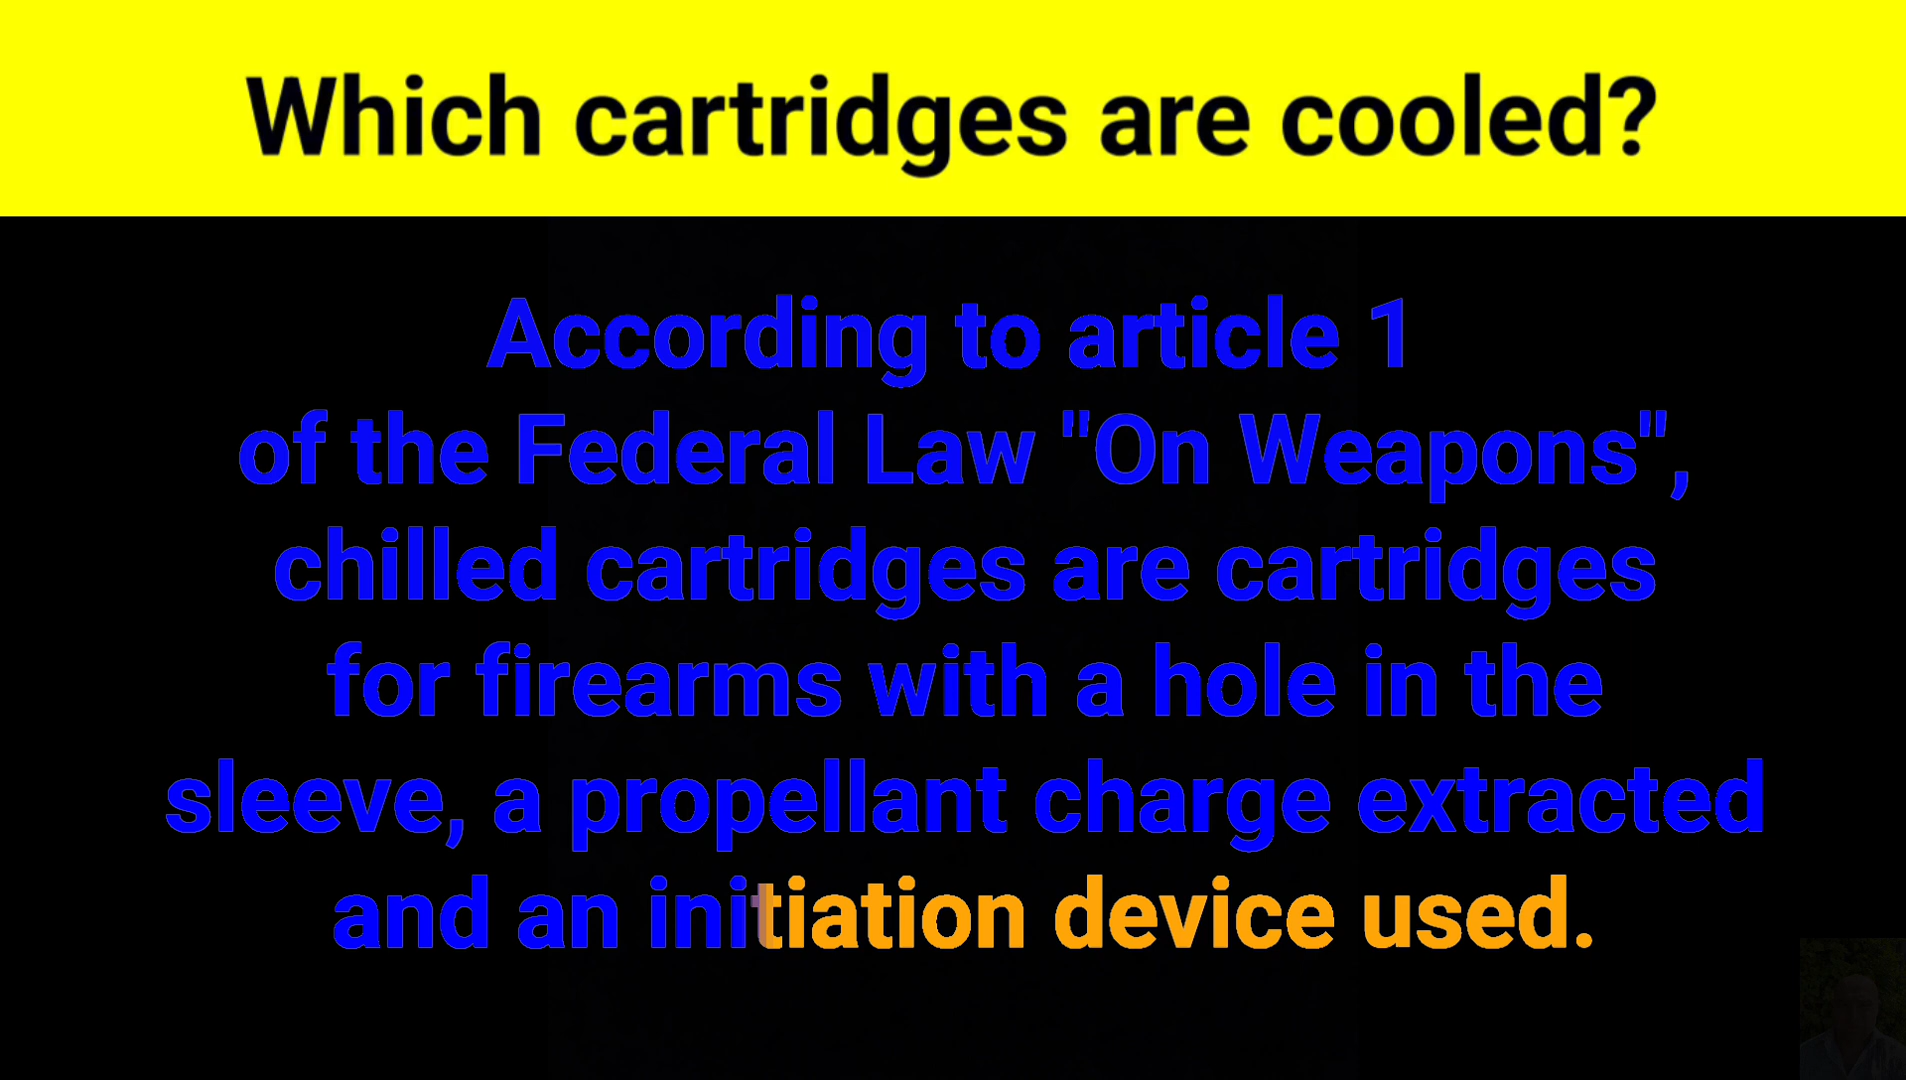 Which cartridges are cooled?
According to article 1
of the Federal Law "On Weapons",
chilled cartridges are cartridges
for firearms with a hole in the
sleeve, a propellant charge extracted
and an initiation device used.